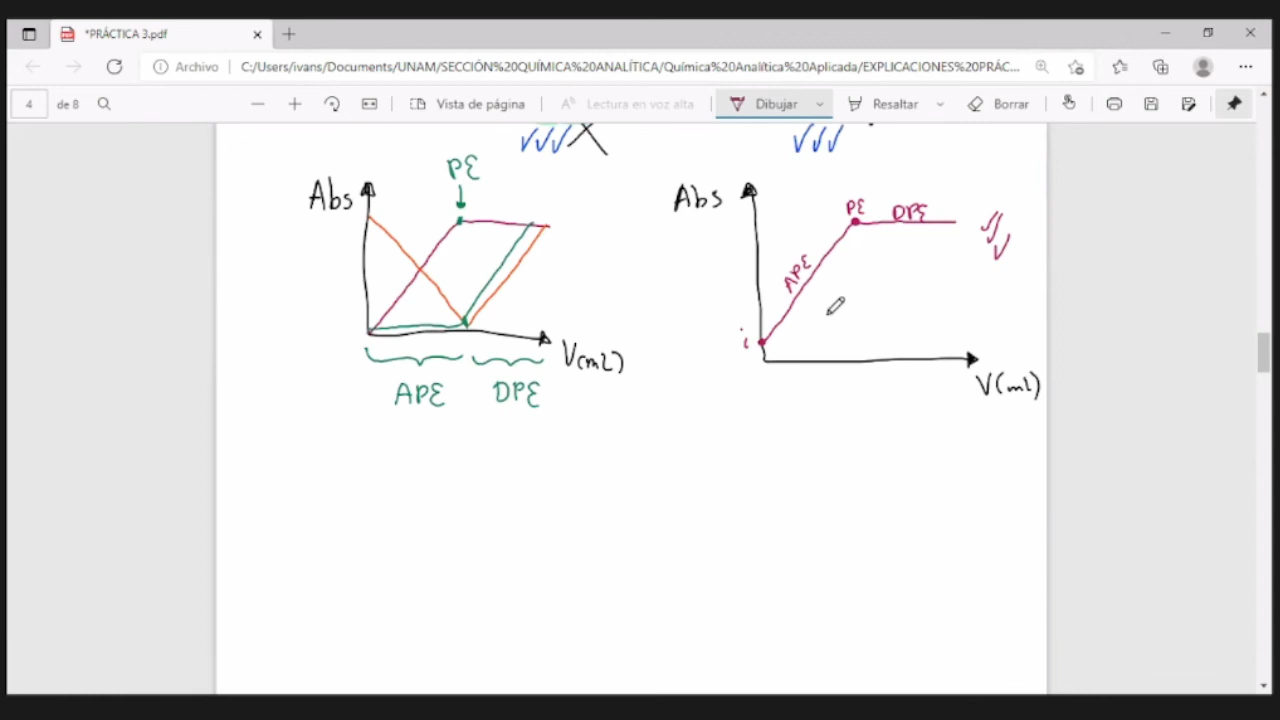 *PRÁCTICA 3.pdf
Archivo
C:/Users/ivans/Documents/UNAM/SECCIÓN%20QUÍMICA%20ANALÍTICA/Química%20Analítica%20Aplicada/EXPLICACIONES%20PRÁC...
4 de 8
Vista de página
Lectura en voz alta
Dibujar
Resaltar
Borrar
PE
Abs
V(ml)
APE DPE
Abs
PE DPE
APE
i
V(ml)